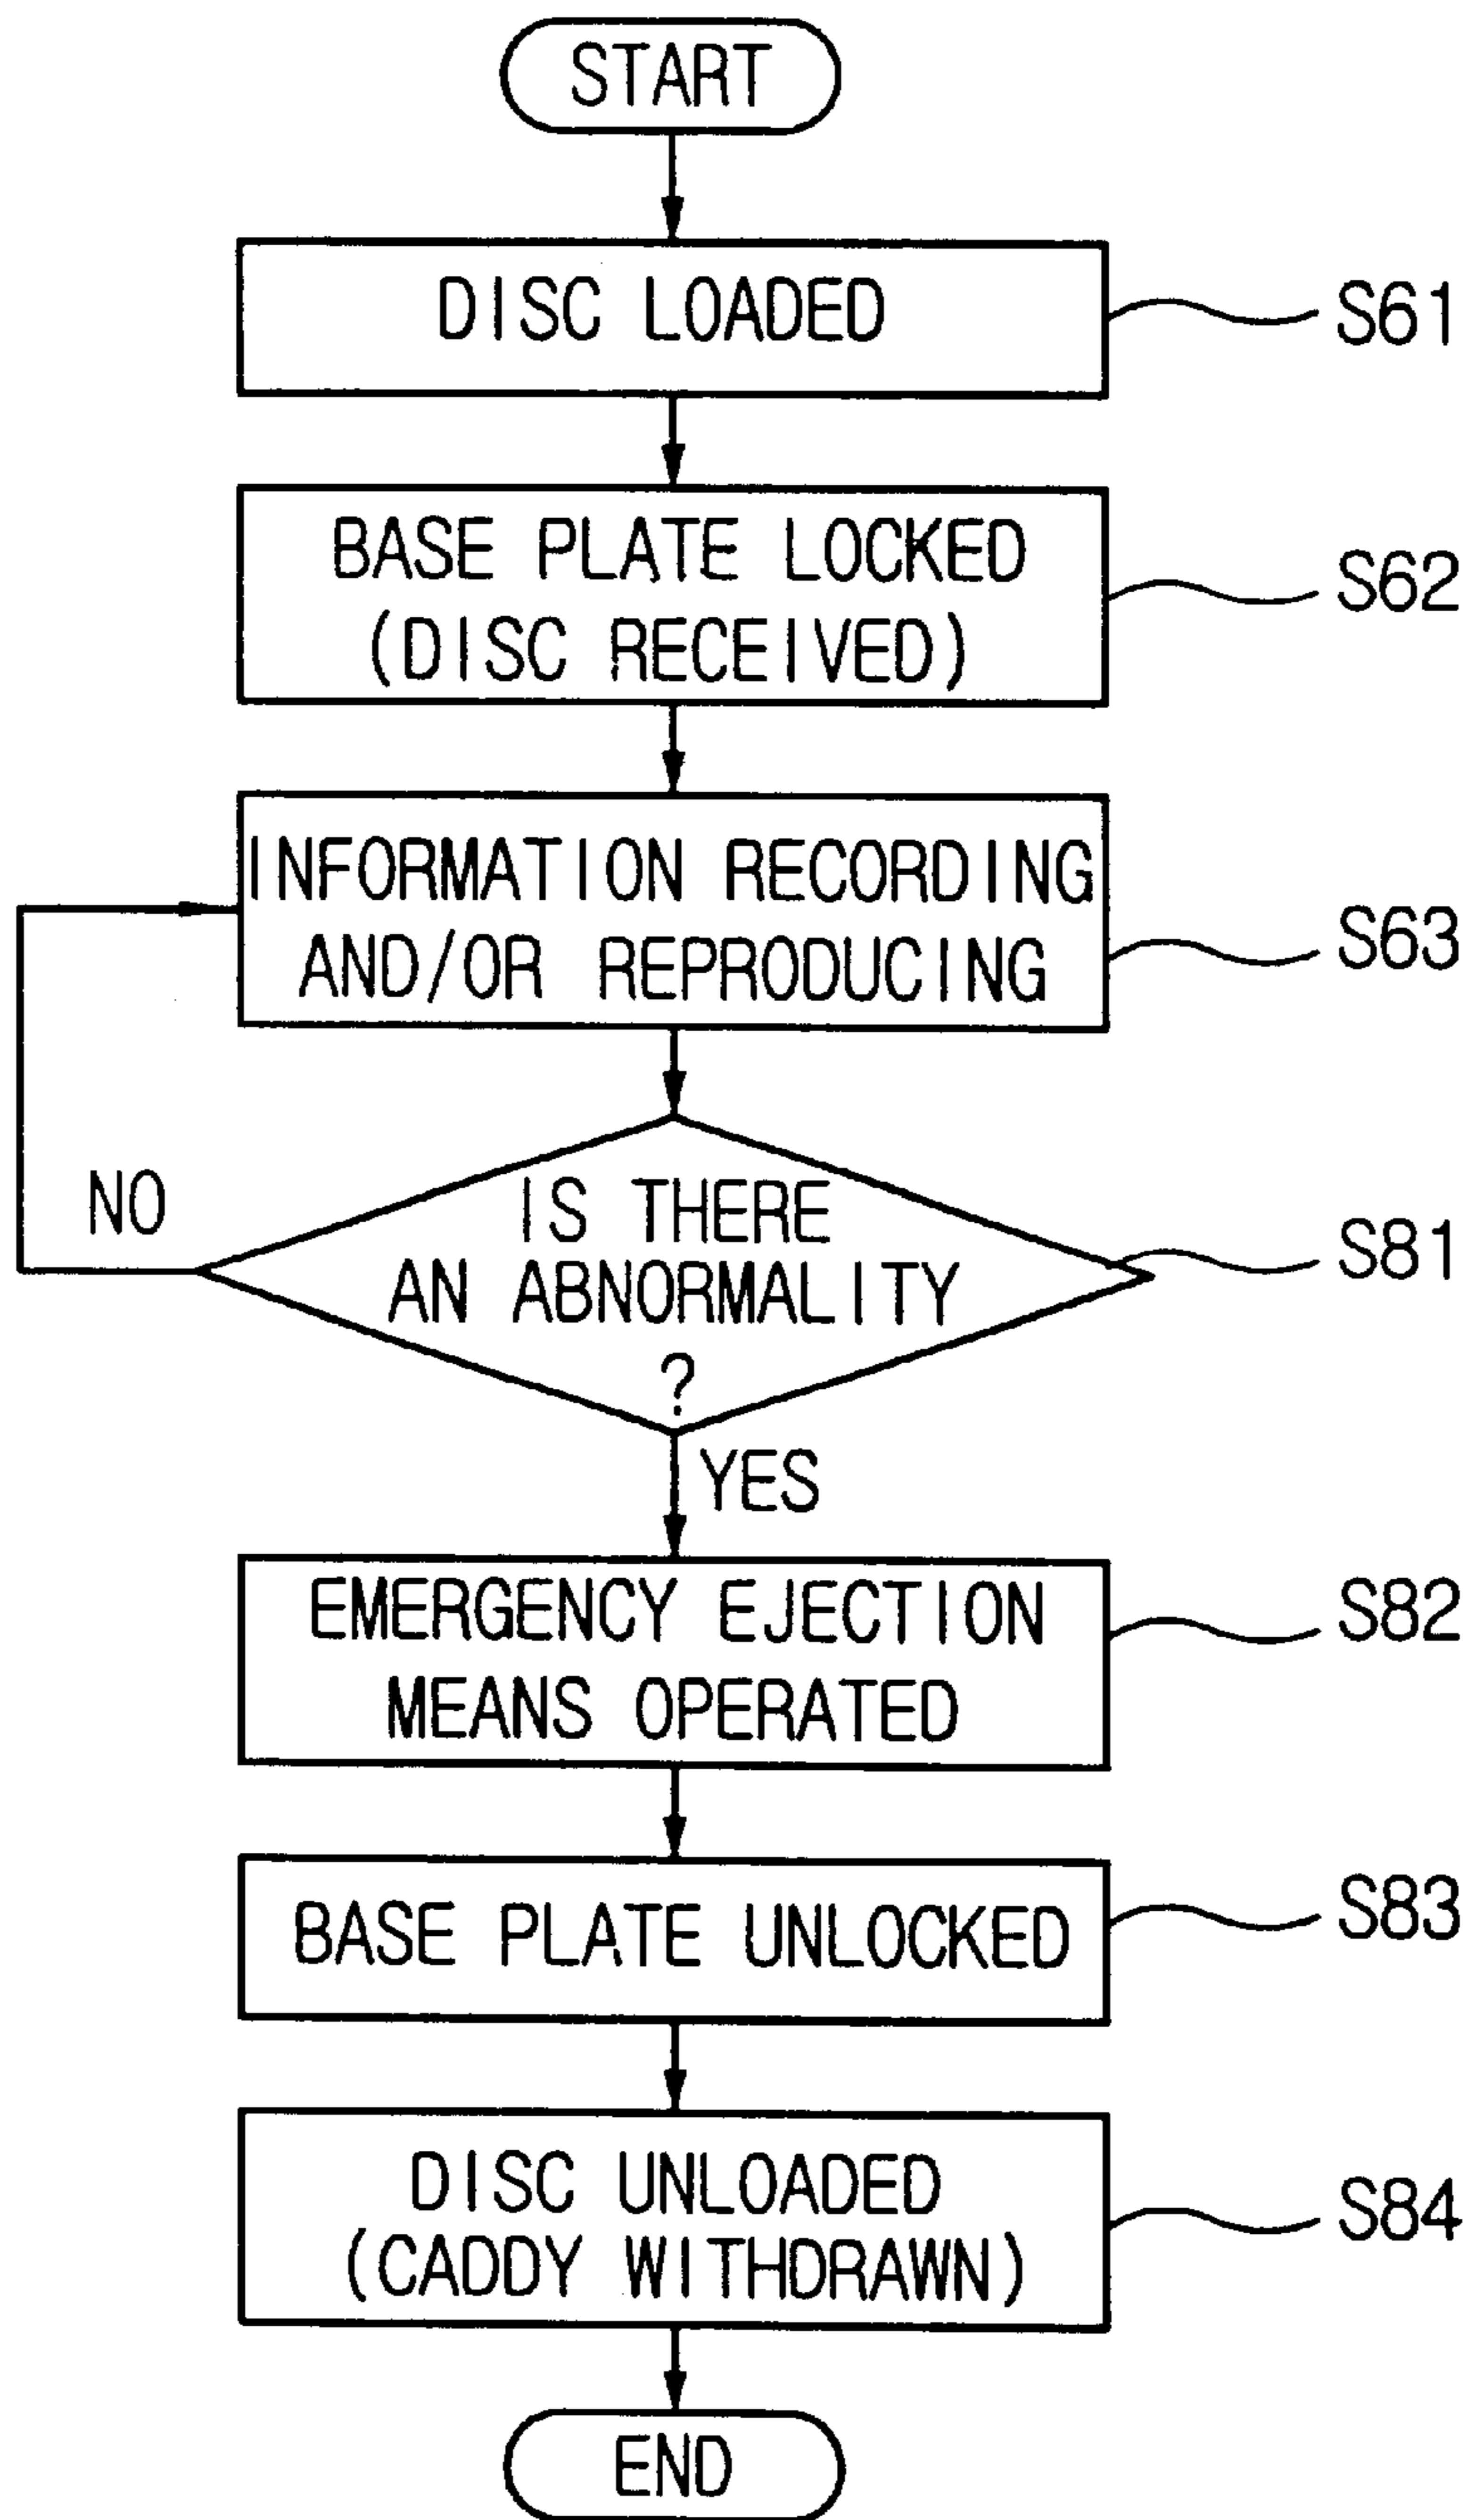 START
DISC LOADED
S61
BASE PLATE LOCKED
(DISC RECEIVED)
S62
INFORMATION RECORDING
AND/OR REPRODUCING
S63
NO
IS THERE
AN ABNORMALITY
?
S81
YES
EMERGENCY EJECTION
MEANS OPERATED
S82
BASE PLATE UNLOCKED
S83
DISC UNLOADED
(CADDY WITHDRAWN)
S84
END